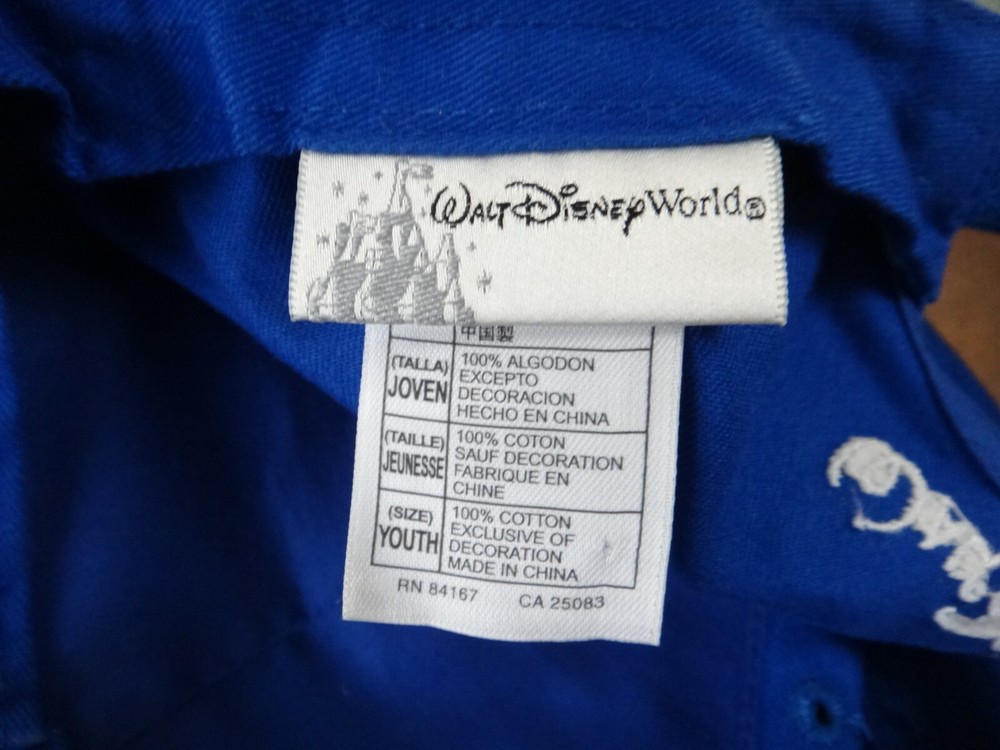 WALT DISNEY World®
中国製
(TALLA)
JOVEN
100% ALGODON
EXCEPTO
DECORACION
HECHO EN CHINA
(TAILLE)
JEUNESSE
100% COTON
SAUF DECORATION
FABRIQUE EN
CHINE
(SIZE)
YOUTH
100% COTTON
EXCLUSIVE OF
DECORATION
MADE IN CHINA
RN 84167 CA 25083